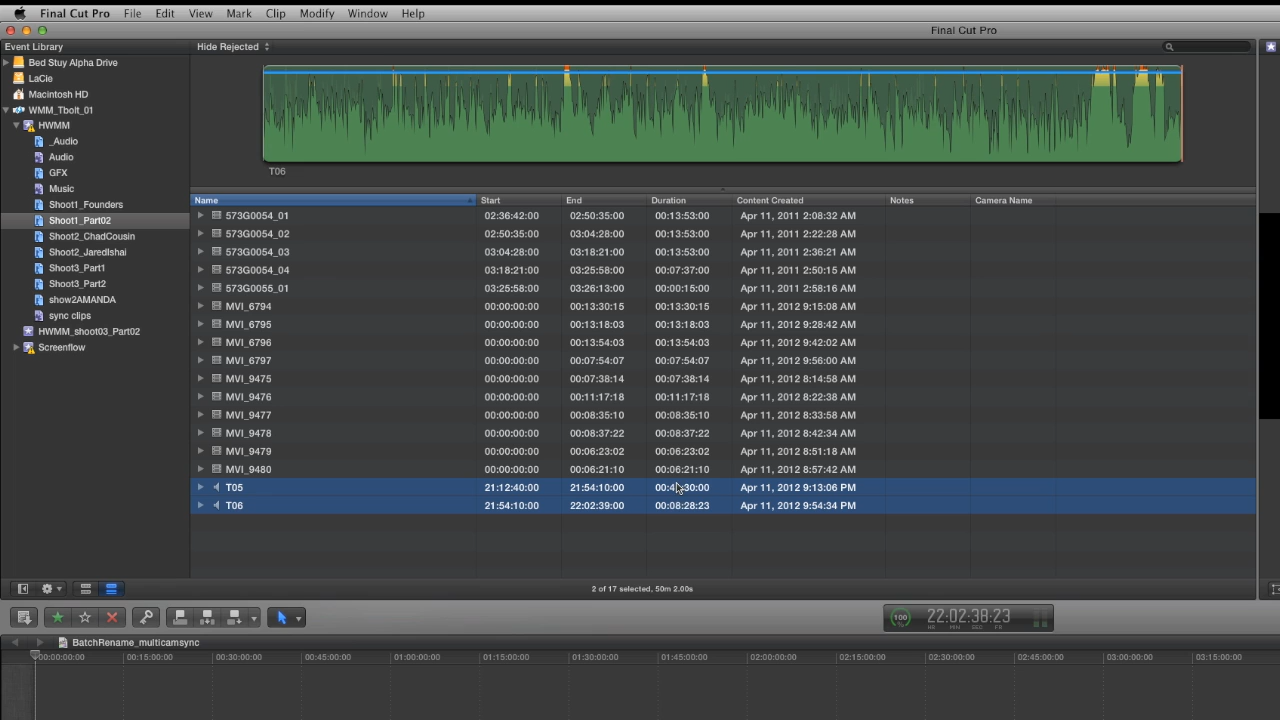 Final Cut Pro File Edit View Mark Clip Modify Window Help
Final Cut Pro
Event Library
Hide Rejected
Bed Stuy Alpha Drive
LaCie
Macintosh HD
WMM_Tbolt_01
HWMM
_Audio
Audio
GFX
Music
Shoot1_Founders
Shoot1_Part02
Shoot2_ChadCousin
Shoot2_JaredIshai
Shoot3_Part1
Shoot3_Part2
show2AMANDA
sync clips
HWMM_shoot03_Part02
Screenflow
T06
Name Start End Duration Content Created Notes Camera Name
573G0054_01 02:36:42:00 02:50:35:00 00:13:53:00 Apr 11, 2011 2:08:32 AM
573G0054_02 02:50:35:00 03:04:28:00 00:13:53:00 Apr 11, 2011 2:22:28 AM
573G0054_03 03:04:28:00 03:18:21:00 00:13:53:00 Apr 11, 2011 2:36:21 AM
573G0054_04 03:18:21:00 03:25:58:00 00:07:37:00 Apr 11, 2011 2:50:15 AM
573G0055_01 03:25:58:00 03:26:13:00 00:00:15:00 Apr 11, 2011 2:58:16 AM
MVI_6794 00:00:00:00 00:13:30:15 00:13:30:15 Apr 11, 2012 9:15:08 AM
MVI_6795 00:00:00:00 00:13:18:03 00:13:18:03 Apr 11, 2012 9:28:42 AM
MVI_6796 00:00:00:00 00:13:54:03 00:13:54:03 Apr 11, 2012 9:42:02 AM
MVI_6797 00:00:00:00 00:07:54:07 00:07:54:07 Apr 11, 2012 9:56:00 AM
MVI_9475 00:00:00:00 00:07:38:14 00:07:38:14 Apr 11, 2012 8:14:58 AM
MVI_9476 00:00:00:00 00:11:17:18 00:11:17:18 Apr 11, 2012 8:22:38 AM
MVI_9477 00:00:00:00 00:08:35:10 00:08:35:10 Apr 11, 2012 8:33:58 AM
MVI_9478 00:00:00:00 00:08:37:22 00:08:37:22 Apr 11, 2012 8:42:34 AM
MVI_9479 00:00:00:00 00:06:23:02 00:06:23:02 Apr 11, 2012 8:51:18 AM
MVI_9480 00:00:00:00 00:06:21:10 00:06:21:10 Apr 11, 2012 8:57:42 AM
T05 21:12:40:00 21:54:10:00 Apr 11, 2012 9:13:06 PM
T06 21:54:10:00 22:02:39:00 00:08:28:23 Apr 11, 2012 9:54:34 PM
2 of 17 selected, 50m 2.00s
100 22:02:38:23
HR MIN SEC FR
BatchRename_multicamsync
00:00:00:00 00:15:00:00 00:30:00:00 00:45:00:00 01:00:00:00 01:15:00:00 01:30:00:00 01:45:00:00 02:00:00:00 02:15:00:00 02:30:00:00 02:45:00:00 03:00:00:00 03:15:00:00